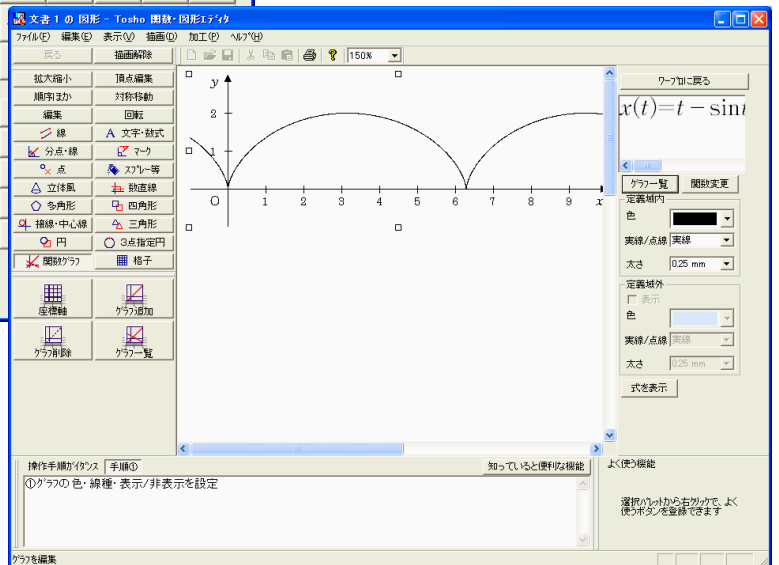 文書 1 の 図形 - Tosho 関数・図形エディタ
ファイル(F) 編集(E) 表示(V) 描画(D) 加工(P) ヘルプ(H)
戻る 描画解除 150%
拡大縮小 頂点編集
順序ほか 対称移動
編集 回転
線 A 文字・数式
分点・線 マーク
点 スプレー等
立体風 数直線
多角形 四角形
接線・中心線 三角形
円 3点指定円
関数グラフ 格子
座標軸 グラフ追加
グラフ削除 グラフ一覧
y
2
1
O 1 2 3 4 5 6 7 8 9 x
ワープロに戻る
x(t)=t − sint
グラフ一覧 関数変更
定義域内
色
実線/点線 実線
太さ 0.25 mm
定義域外
表示
色
実線/点線 実線
太さ 0.25 mm
式を表示
操作手順ガイダンス 手順① 知っていると便利な機能
①グラフの 色・線種・表示/非表示を設定
よく使う機能
選択パレットから右クリックで、よく
使うボタンを登録できます
グラフを編集